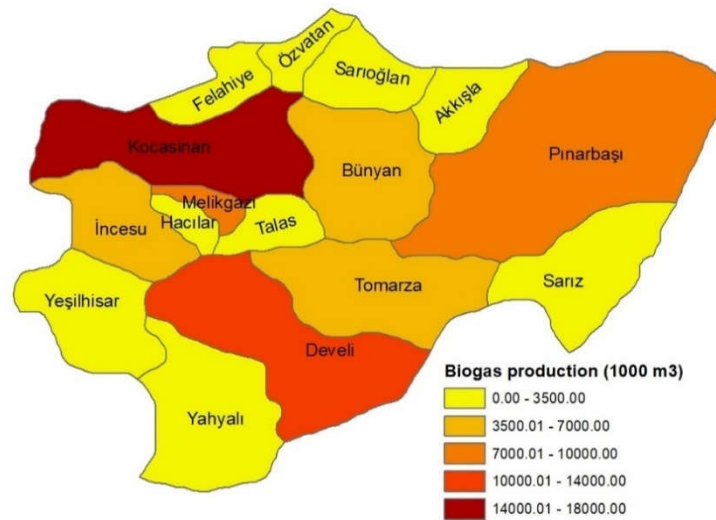 Özvatan
Felahiye
Sarıoğlan
Akkışla
Kocasinan
Pınarbaşı
Bünyan
Melikgazi
Hacılar
Talas
İncesu
Tomarza
Sarız
Yeşilhisar
Develi
Yahyalı
Biogas production (1000 m3)
0.00 - 3500.00
3500.01 - 7000.00
7000.01 - 10000.00
10000.01 - 14000.00
14000.01 - 18000.00